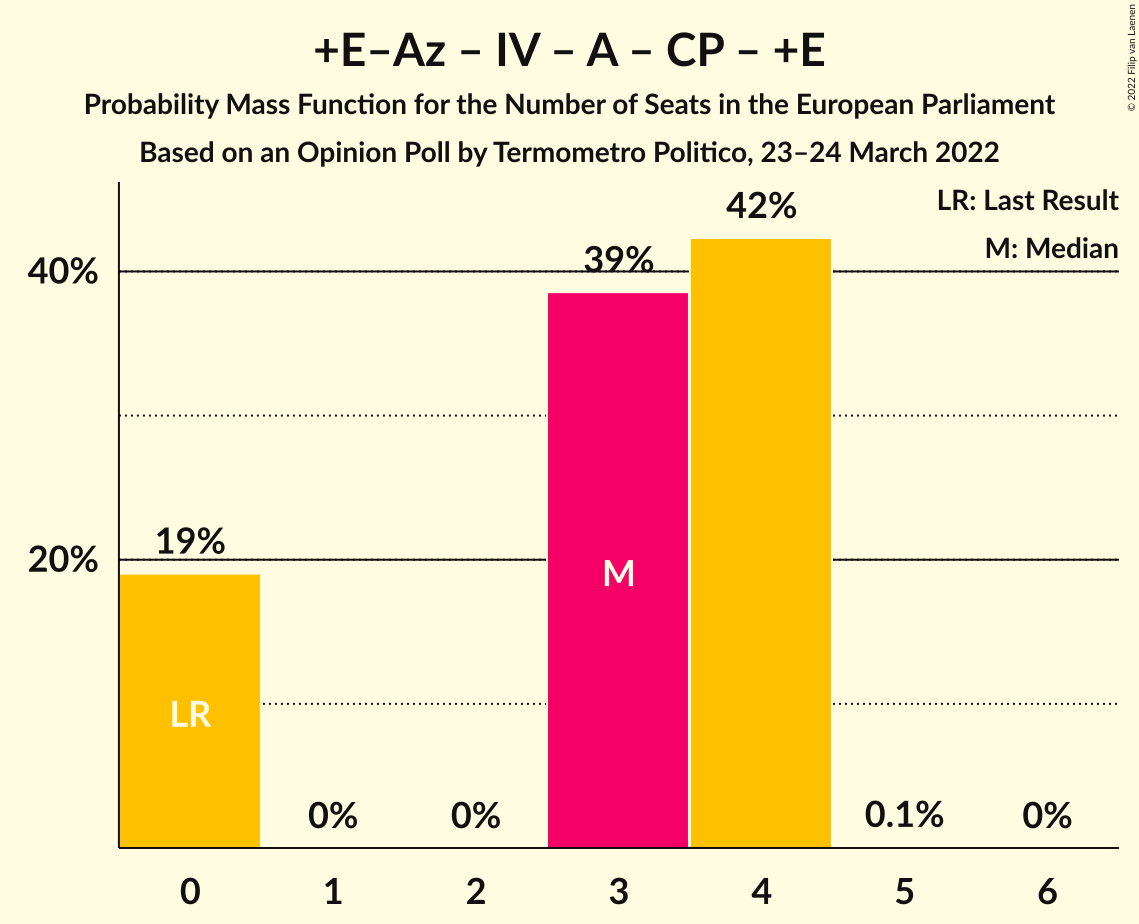 +E–Az – IV – A – CP – +E
Probability Mass Function for the Number of Seats in the European Parliament
Based on an Opinion Poll by Termometro Politico, 23–24 March 2022
© 2022 Filip van Laenen
LR: Last Result
M: Median
42%
39%
40%
19%
20%
M
LR
0%
0%
0.1%
0%
0
1
2
3
4
5
6